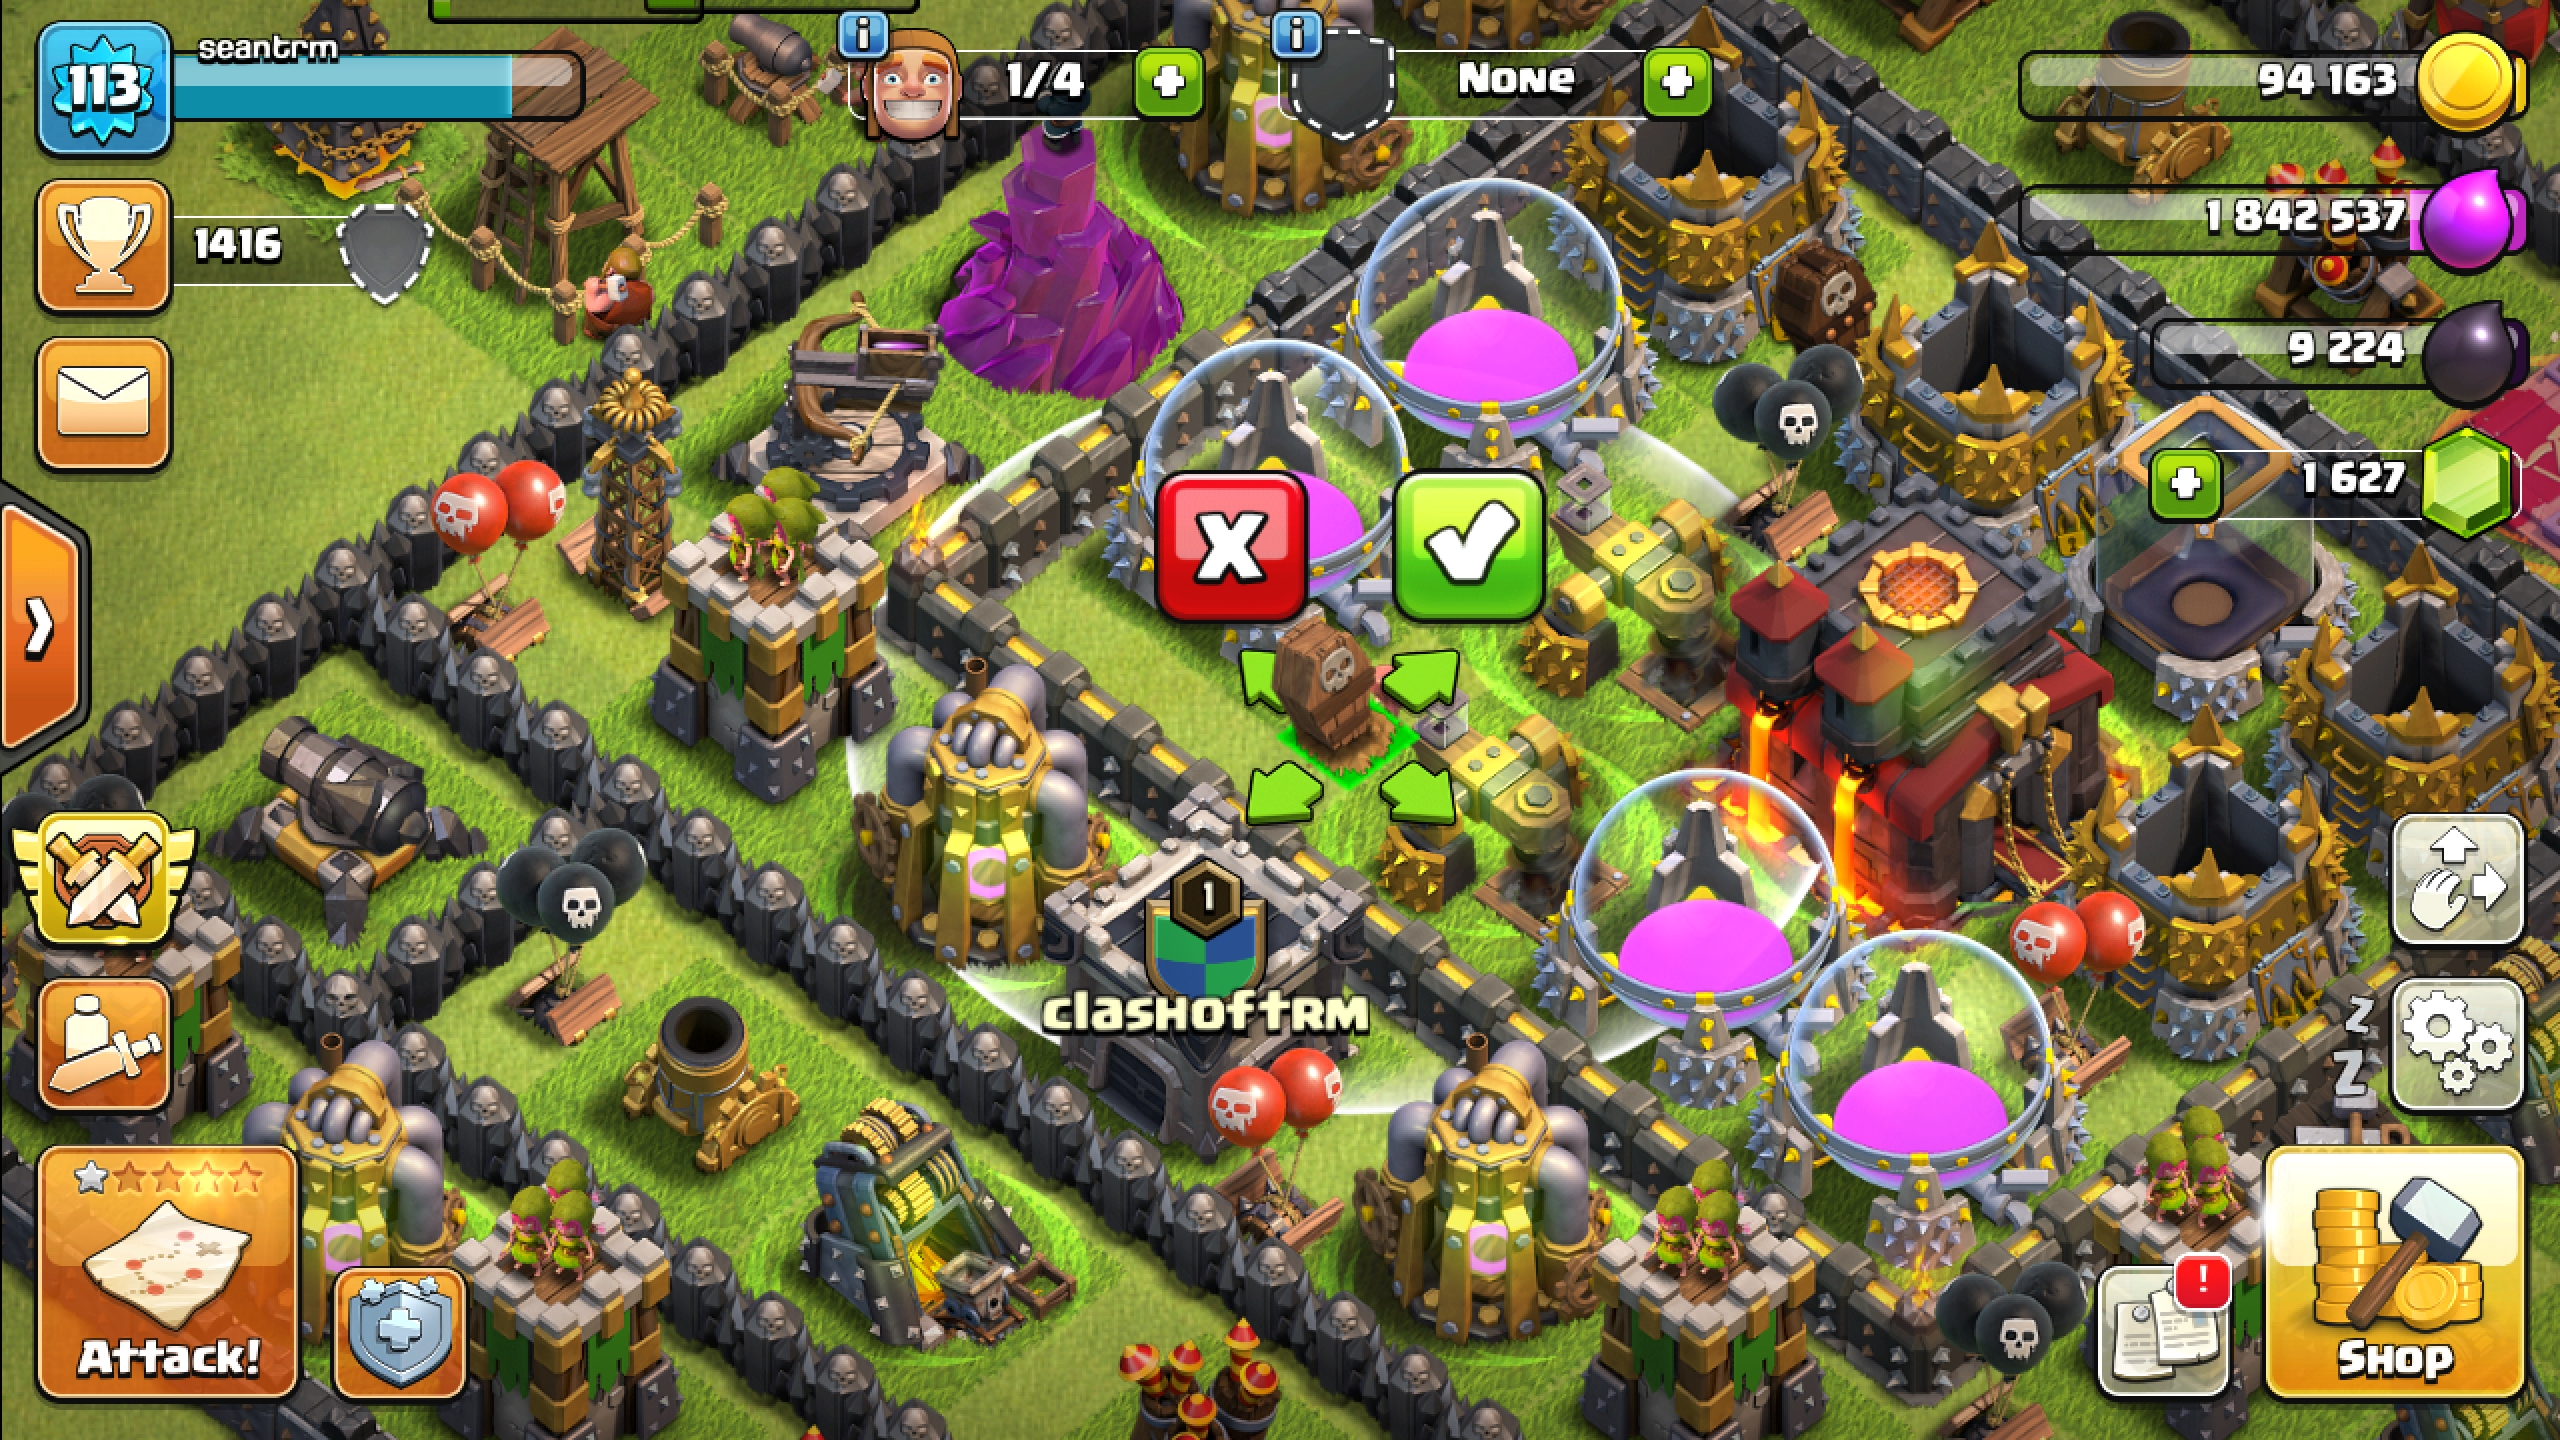 113
seantrm
1/4
None
94 163
1416
1 842 537
9 224
1 627
1
clashoftRM
Z
Z
Attack!
!
Shop